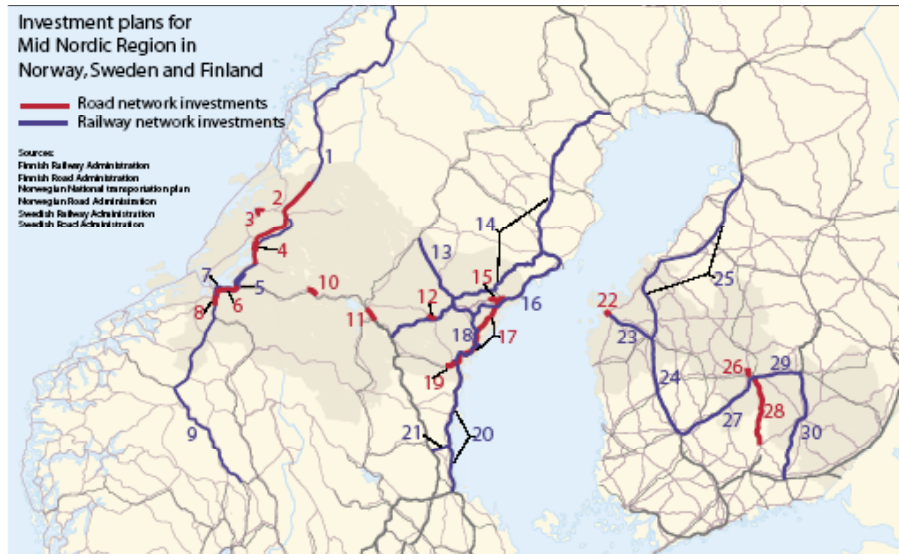 Investment plans for
Mid Nordic Region in
Norway, Sweden and Finland
Road network investments
Railway network investments
Sources:
Finnish Railway Administration
Finnish Road Administration
Norwegian National transportation plan
Norwegian Road Administration
Swedish Railway Administration
Swedish Road Administration
1
2
3
4
5
6
7
8
9
10
11
12
13
14
15
16
17
18
19
20
21
22
23
24
25
26
27
28
29
30